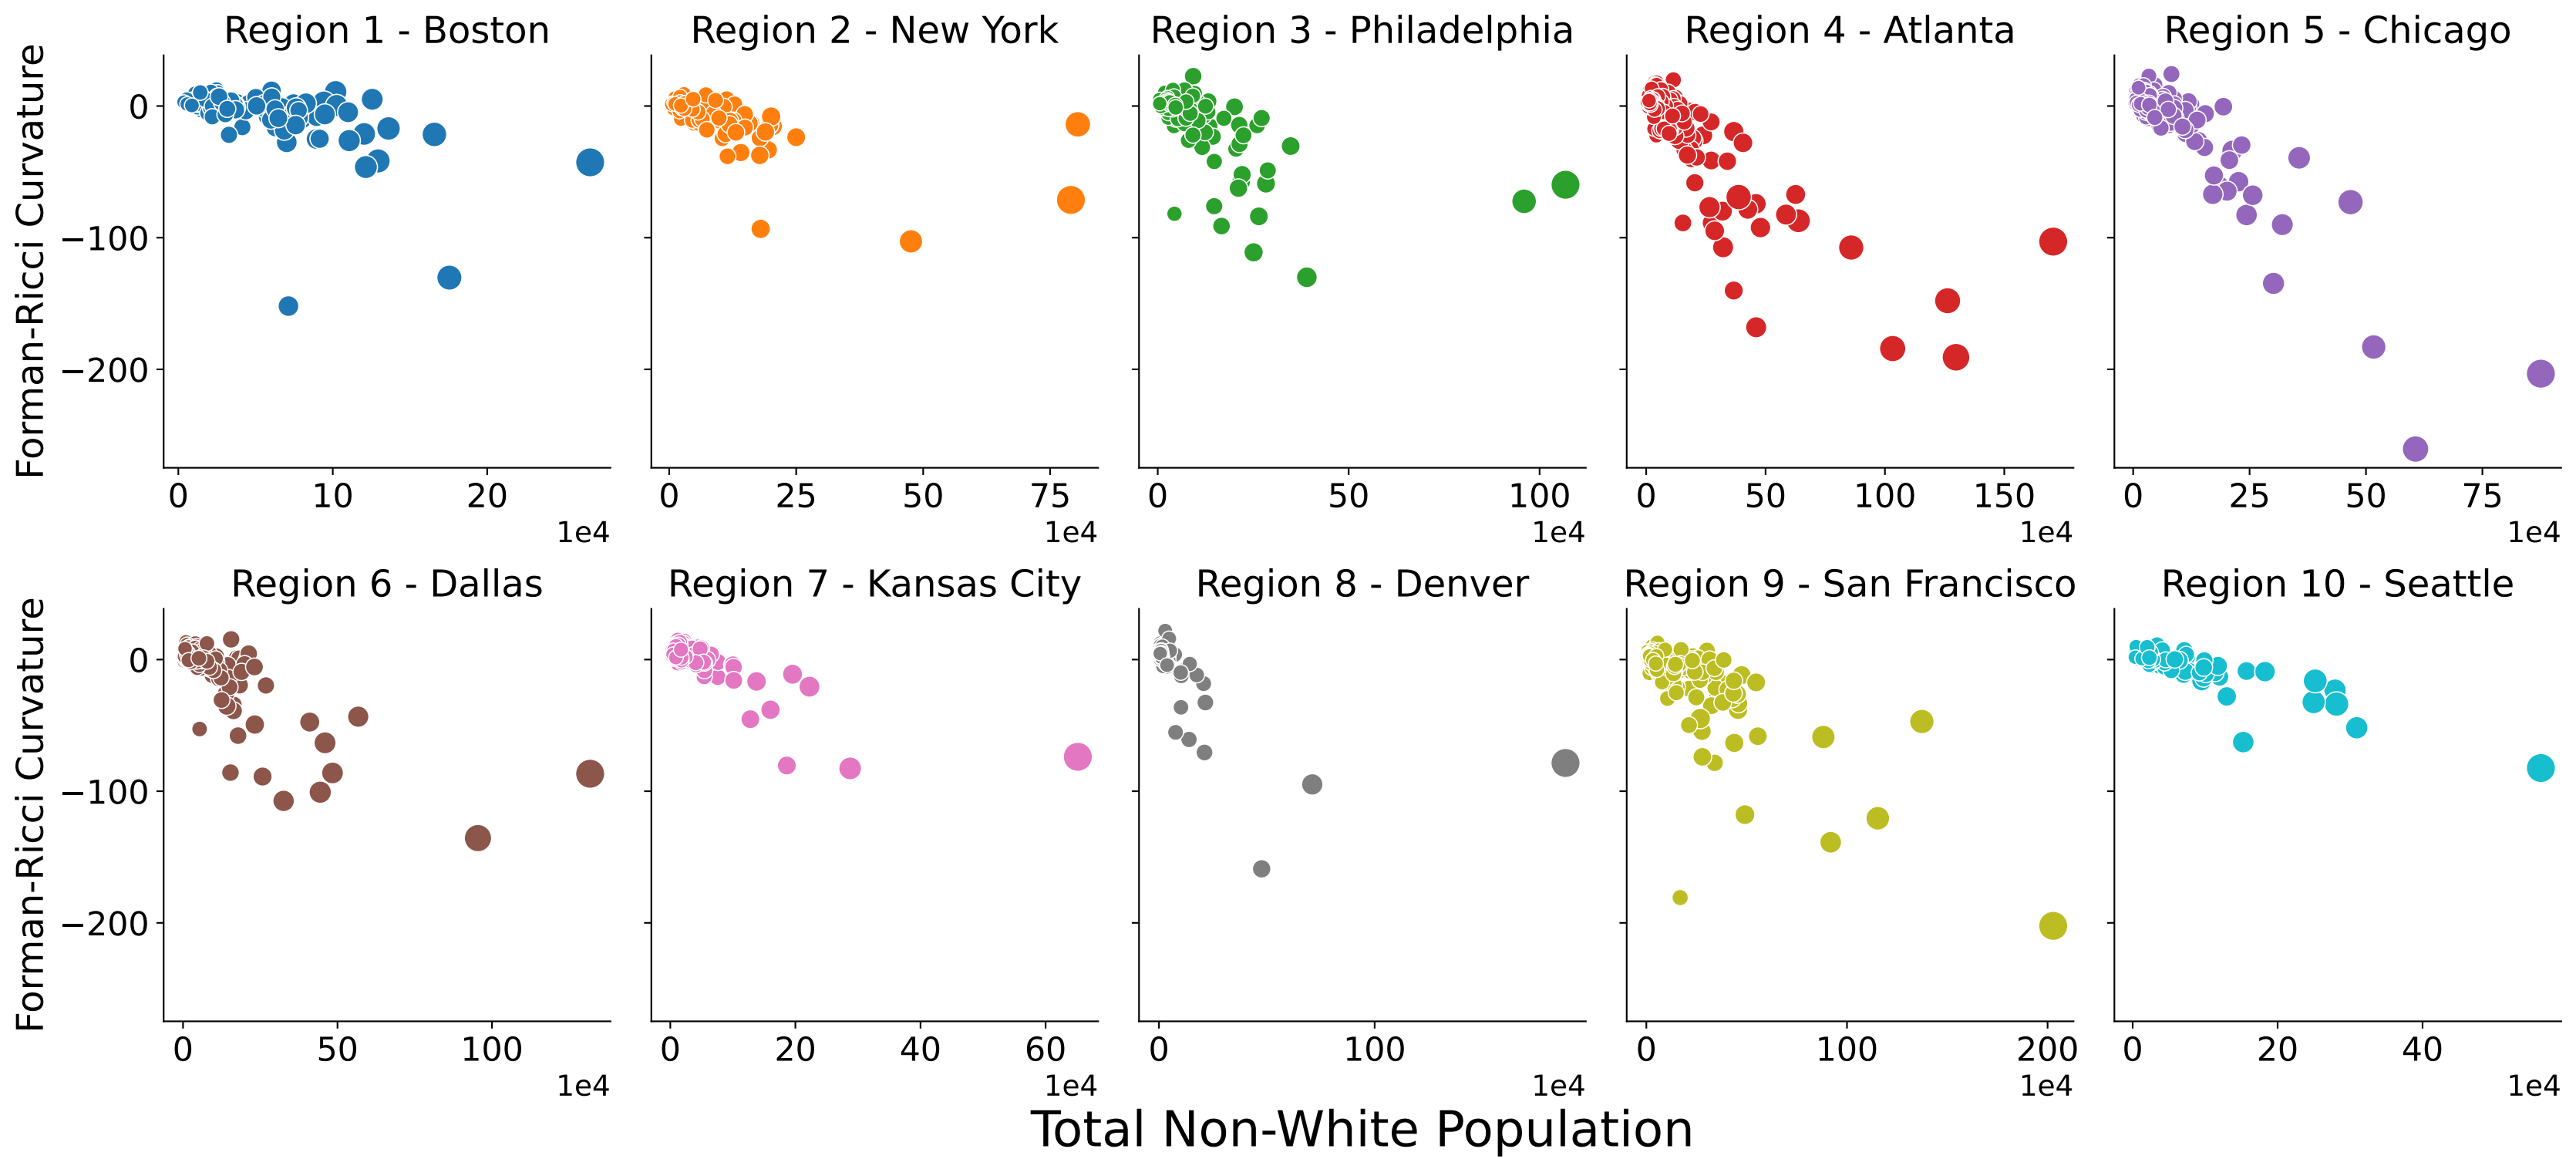 Region 1 - Boston
Region 2 - New York
Region 3 - Philadelphia
Region 4 - Atlanta
Region 5 - Chicago
Forman-Ricci Curvature
0
−100
−200
0 10 20
1e4
0 25 50 75
1e4
0 50 100
1e4
0 50 100 150
1e4
0 25 50 75
1e4
Region 6 - Dallas
Region 7 - Kansas City
Region 8 - Denver
Region 9 - San Francisco
Region 10 - Seattle
Forman-Ricci Curvature
0
−100
−200
0 50 100
1e4
0 20 40 60
1e4
0 100
1e4
0 100 200
1e4
0 20 40
1e4
Total Non-White Population